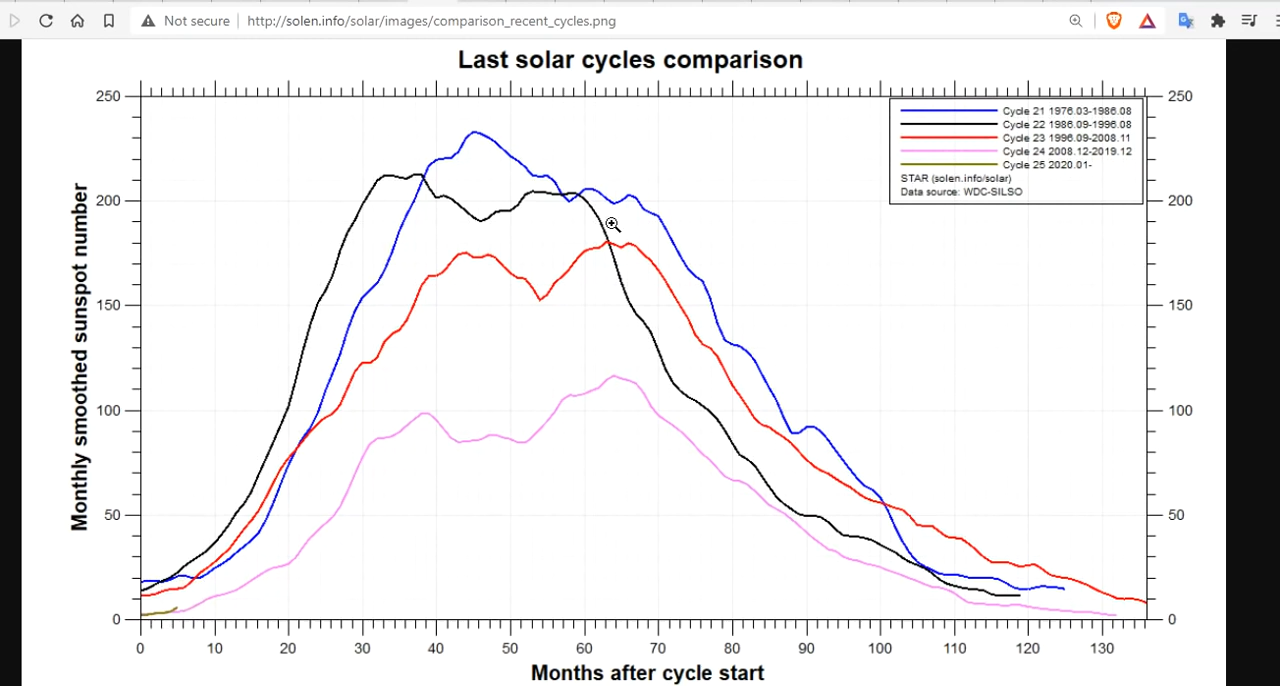 Not secure | http://solen.info/solar/images/comparison_recent_cycles.png
Last solar cycles comparison
250
200
150
100
50
0
Monthly smoothed sunspot number
Cycle 21 1976.03-1986.08
Cycle 22 1986.09-1996.08
Cycle 23 1996.09-2008.11
Cycle 24 2008.12-2019.12
Cycle 25 2020.01-
STAR (solen.info/solar)
Data source: WDC-SILSO
250
200
150
100
50
0
0 10 20 30 40 50 60 70 80 90 100 110 120 130
Months after cycle start